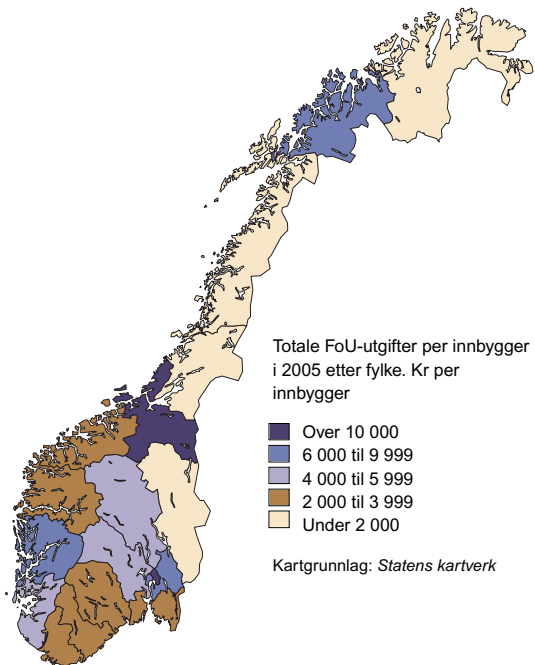 Totale FoU-utgifter per innbygger
i 2005 etter fylke. Kr per
innbygger
Over 10 000
6 000 til 9 999
4 000 til 5 999
2 000 til 3 999
Under 2 000
Kartgrunnlag: Statens kartverk